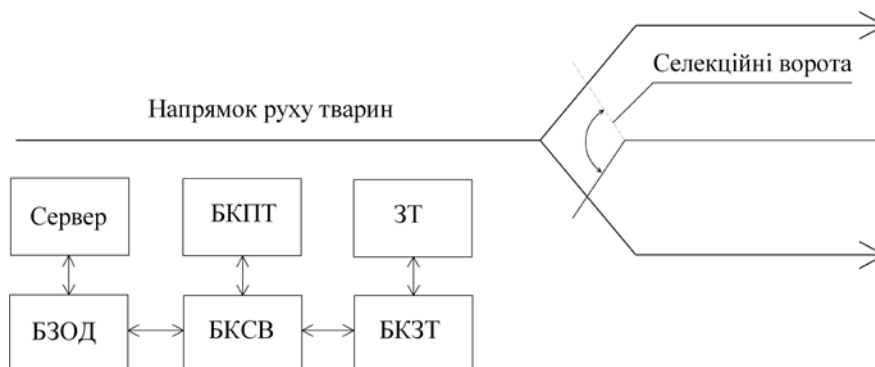 Селекційні ворота
Напрямок руху тварин
Сервер
БКПТ
ЗТ
БЗОД
БКСВ
БКЗТ